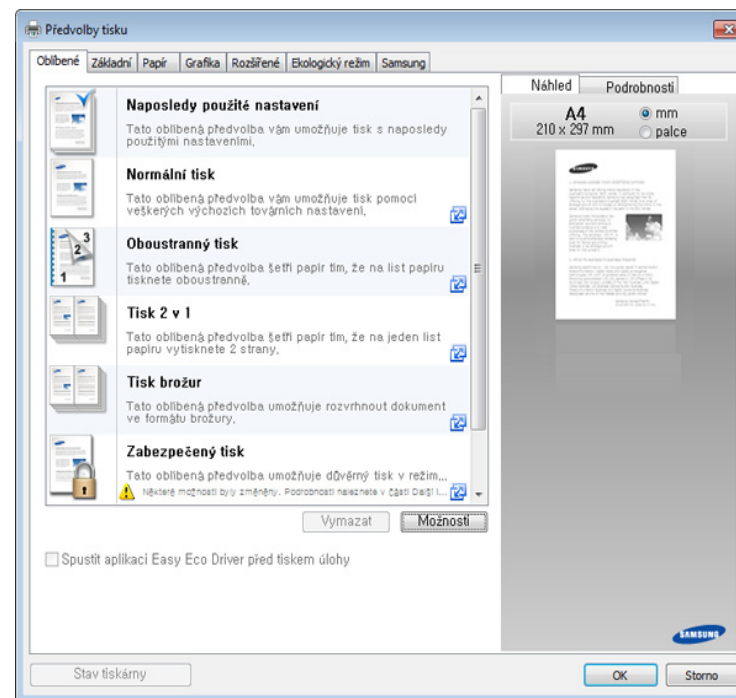 Předvolby tisku
Oblíbené Základní Papír Grafika Rozšířené Ekologický režim Samsung
Naposledy použité nastavení
Tato oblíbená předvolba vám umožňuje tisk s naposledy
použitými nastaveními.
Normální tisk
Tato oblíbená předvolba vám umožňuje tisk pomocí
veškerých výchozích továrních nastavení.
Oboustranný tisk
Tato oblíbená předvolba šetří papír tím, že na list papíru
tisknete oboustranně.
Tisk 2 v 1
Tato oblíbená předvolba šetří papír tím, že na jeden list
papíru vytisknete 2 strany.
Tisk brožur
Tato oblíbená předvolba umožňuje rozvrhnout dokument
ve formátu brožury.
Zabezpečený tisk
Tato oblíbená předvolba umožňuje důvěrný tisk v režim...
Některé možnosti byly změněny. Podrobnosti naleznete v části Další i...
Vymazat Možnosti
Spustit aplikaci Easy Eco Driver před tiskem úlohy
Stav tiskárny
Náhled Podrobnosti
A4
210 x 297 mm
mm
palce
SAMSUNG
OK Storno
1
2
3